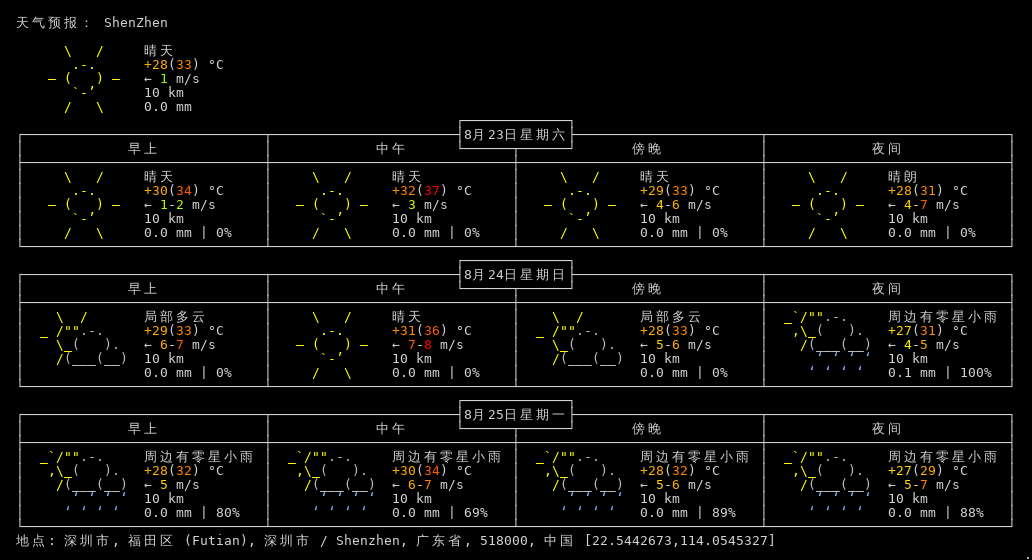 天气预报： ShenZhen
晴天
+28(33) °C
← 1 m/s
10 km
0.0 mm
8月23日星期六
早上 中午 傍晚 夜间
晴天 晴天 晴天 晴朗
+30(34) °C +32(37) °C +29(33) °C +28(31) °C
← 1-2 m/s ← 3 m/s ← 4-6 m/s ← 4-7 m/s
10 km 10 km 10 km 10 km
0.0 mm | 0% 0.0 mm | 0% 0.0 mm | 0% 0.0 mm | 0%
8月24日星期日
早上 中午 傍晚 夜间
局部多云 晴天 局部多云 周边有零星小雨
+29(33) °C +31(36) °C +28(33) °C +27(31) °C
← 6-7 m/s ← 7-8 m/s ← 5-6 m/s ← 4-5 m/s
10 km 10 km 10 km 10 km
0.0 mm | 0% 0.0 mm | 0% 0.0 mm | 0% 0.1 mm | 100%
8月25日星期一
早上 中午 傍晚 夜间
周边有零星小雨 周边有零星小雨 周边有零星小雨 周边有零星小雨
+28(32) °C +30(34) °C +28(32) °C +27(29) °C
← 5 m/s ← 6-7 m/s ← 5-6 m/s ← 5-7 m/s
10 km 10 km 10 km 10 km
0.0 mm | 80% 0.0 mm | 69% 0.0 mm | 89% 0.0 mm | 88%
地点: 深圳市, 福田区 (Futian), 深圳市 / Shenzhen, 广东省, 518000, 中国 [22.5442673,114.0545327]